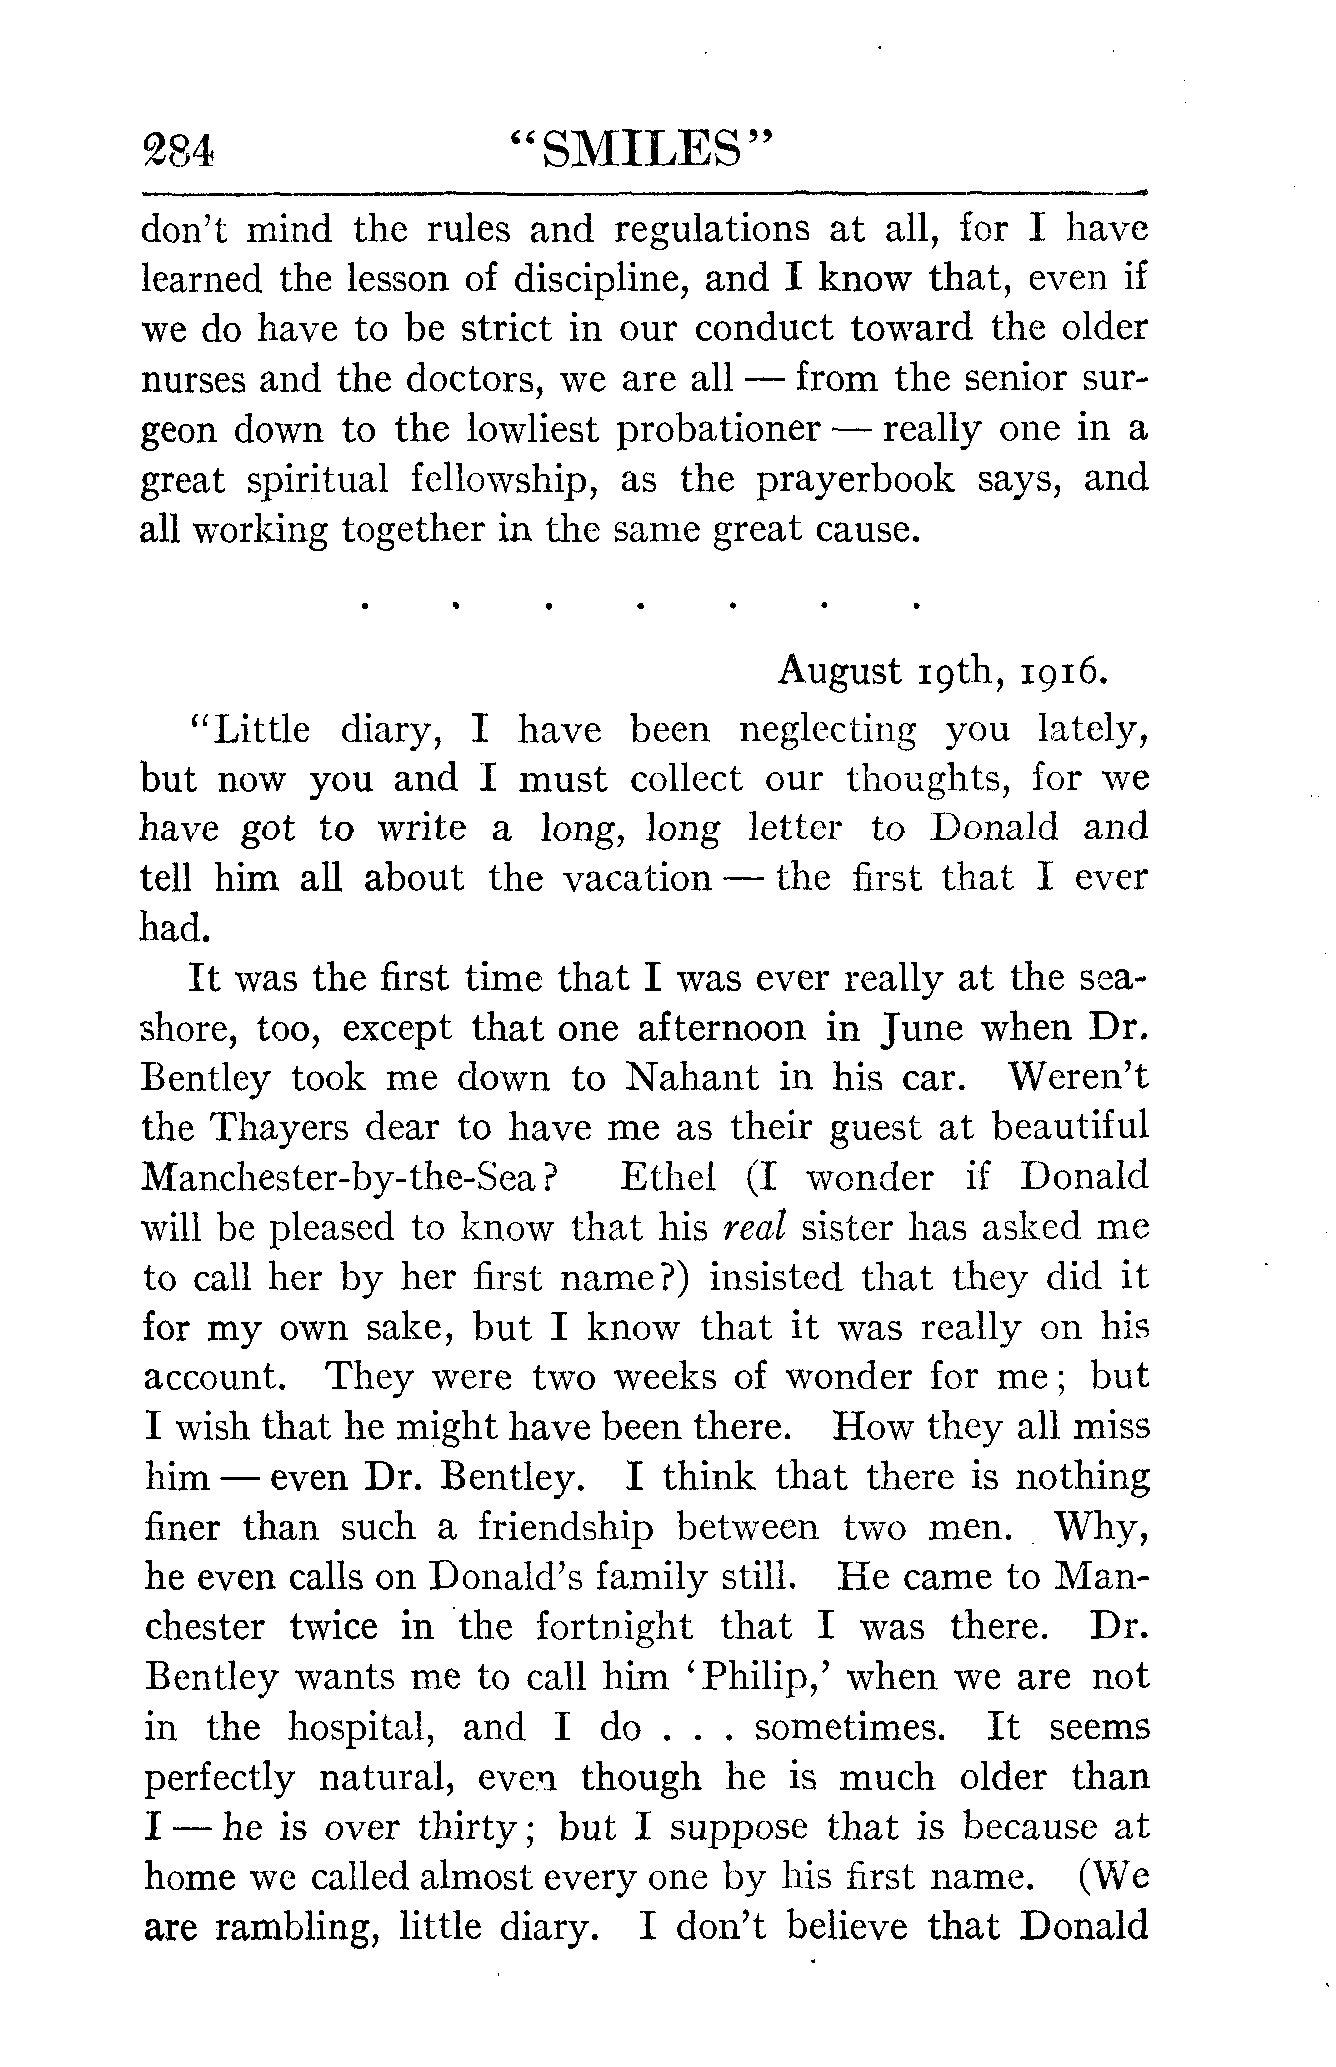 284 "SMILES"
don't mind the rules and regulations at all, for I have
learned the lesson of discipline, and I know that, even if
we do have to be strict in our conduct toward the older
nurses and the doctors, we are all — from the senior sur-
geon down to the lowliest probationer — really one in a
great spiritual fellowship, as the prayerbook says, and
all working together in the same great cause.
. . . . . . .
August 19th, 1916.
"Little diary, I have been neglecting you lately,
but now you and I must collect our thoughts, for we
have got to write a long, long letter to Donald and
tell him all about the vacation — the first that I ever
had.
It was the first time that I was ever really at the sea-
shore, too, except that one afternoon in June when Dr.
Bentley took me down to Nahant in his car. Weren't
the Thayers dear to have me as their guest at beautiful
Manchester-by-the-Sea? Ethel (I wonder if Donald
will be pleased to know that his real sister has asked me
to call her by her first name?) insisted that they did it
for my own sake, but I know that it was really on his
account. They were two weeks of wonder for me; but
I wish that he might have been there. How they all miss
him — even Dr. Bentley. I think that there is nothing
finer than such a friendship between two men. Why,
he even calls on Donald's family still. He came to Man-
chester twice in the fortnight that I was there. Dr.
Bentley wants me to call him 'Philip,' when we are not
in the hospital, and I do . . . sometimes. It seems
perfectly natural, even though he is much older than
I — he is over thirty; but I suppose that is because at
home we called almost every one by his first name. (We
are rambling, little diary. I don't believe that Donald